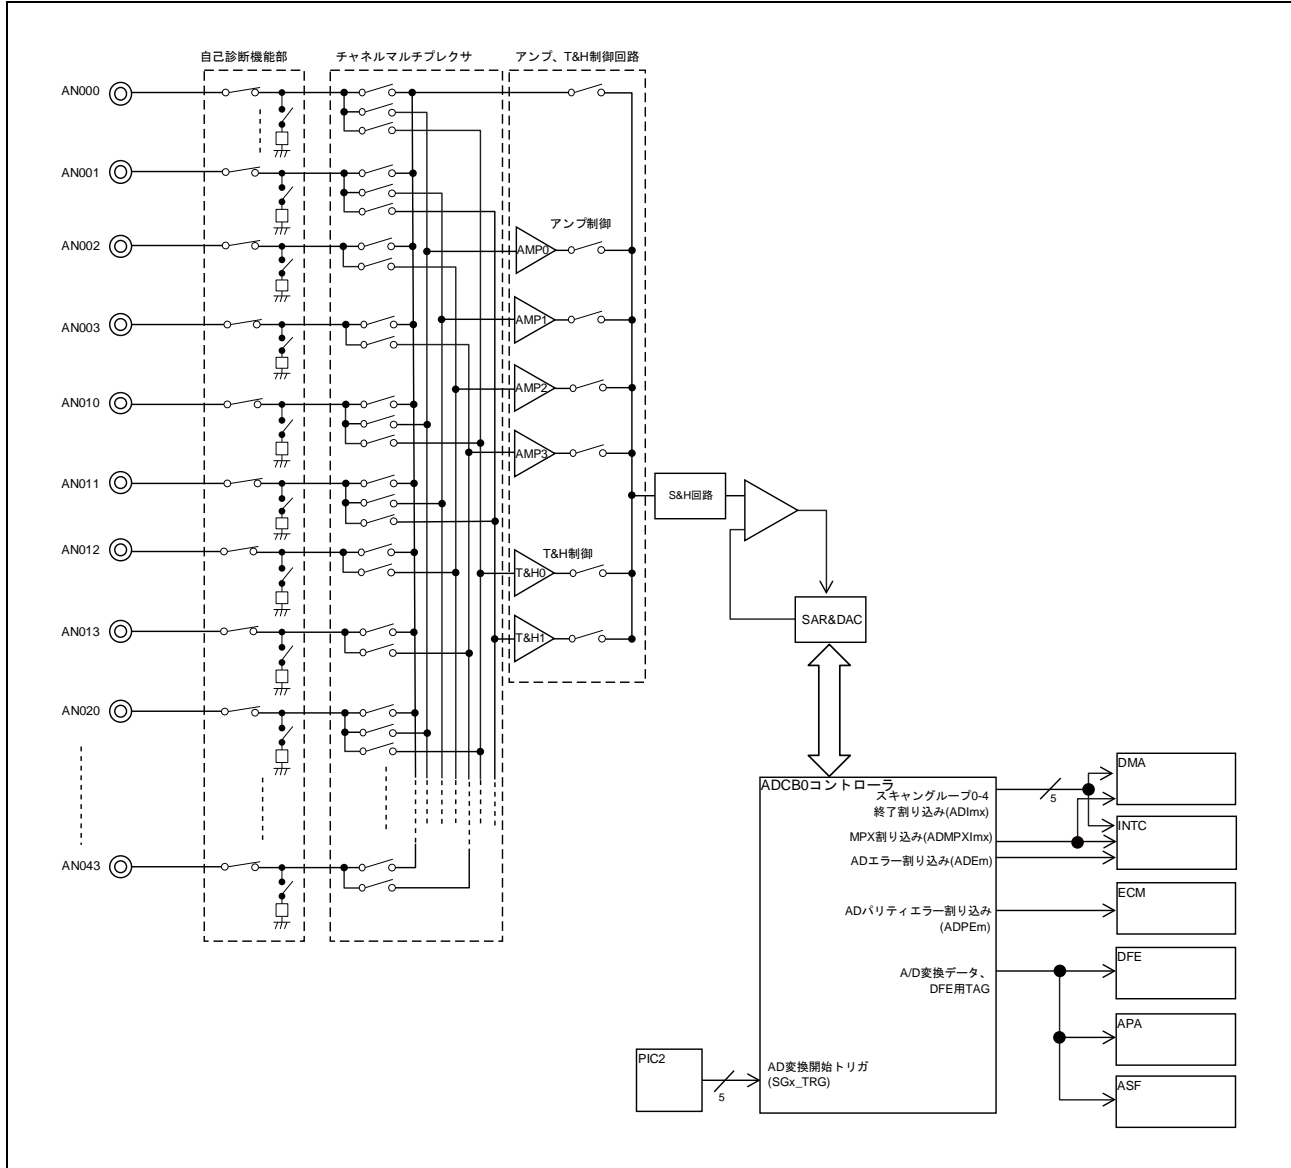 自己診断機能部
チャネルマルチプレクサ
アンプ、T&H制御回路
AN000
AN001
AN002
アンプ制御
AMP0
AN003
AMP1
AMP2
AN010
AMP3
AN011
S&H回路
AN012
T&H制御
T&H0
AN013
T&H1
SAR&DAC
AN020
AN043
ADCB0コントローラ
スキャングループ0-4
終了割り込み(ADImx)
MPX割り込み(ADMPXImx)
ADエラー割り込み(ADEm)
ADパリティエラー割り込み
(ADPEm)
A/D変換データ、
DFE用TAG
AD変換開始トリガ
(SGx_TRG)
5
DMA
INTC
ECM
DFE
APA
ASF
PIC2
5